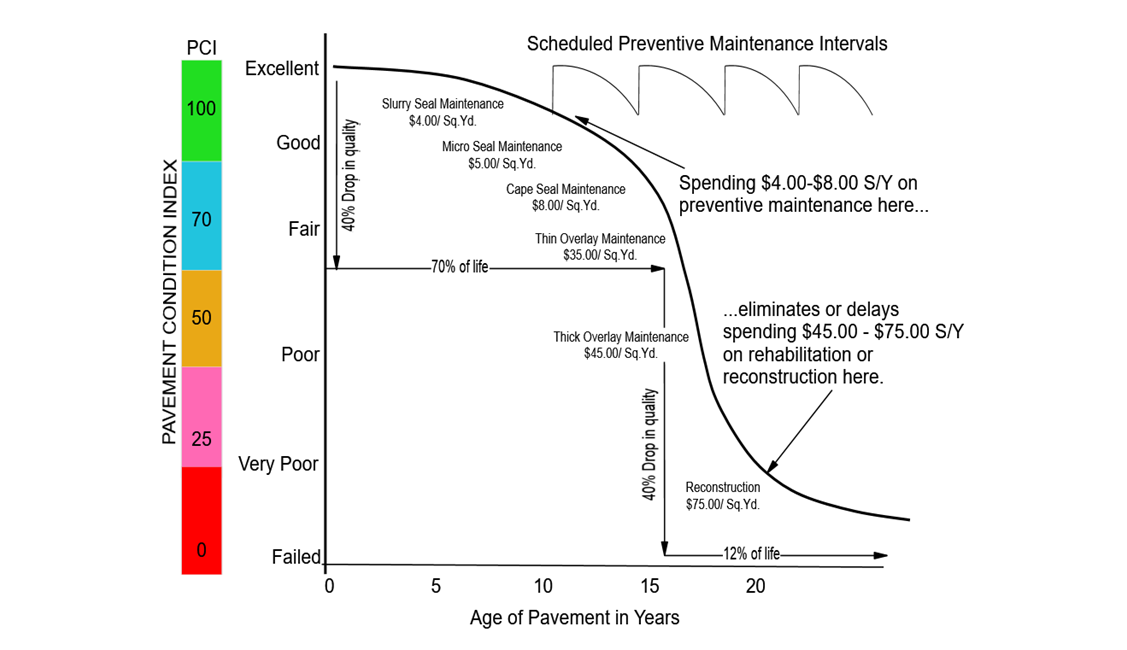 Scheduled Preventive Maintenance Intervals
PCI
Excellent
100
Good
70
Fair
50
Poor
25
Very Poor
0
Failed
PAVEMENT CONDITION INDEX
40% Drop in quality
Slurry Seal Maintenance
$4.00/ Sq.Yd.
Micro Seal Maintenance
$5.00/ Sq.Yd.
Cape Seal Maintenance
$8.00/ Sq.Yd.
Thin Overlay Maintenance
$35.00/ Sq.Yd.
70% of life
Spending $4.00-$8.00 S/Y on
preventive maintenance here...
...eliminates or delays
spending $45.00 - $75.00 S/Y
on rehabilitation or
reconstruction here.
Thick Overlay Maintenance
$45.00/ Sq.Yd.
40% Drop in quality
Reconstruction
$75.00/ Sq.Yd.
12% of life
0
5
10
15
20
Age of Pavement in Years